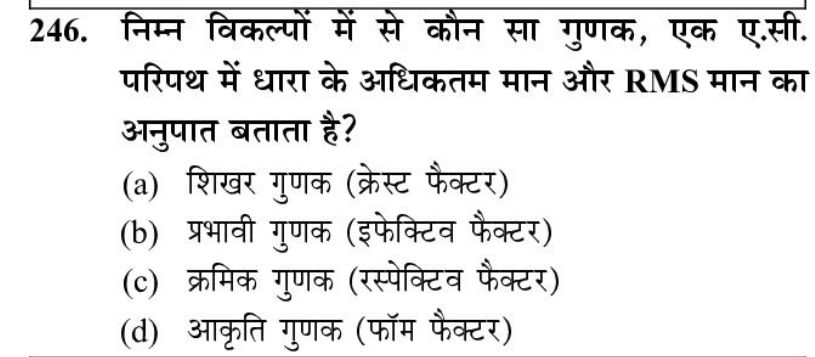 246. निम्न विकल्पों में से कौन सा गुणक, एक ए.सी.
परिपथ में धारा के अधिकतम मान और RMS मान का
अनुपात बताता है?
(a) शिखर गुणक (क्रेस्ट फैक्टर)
(b) प्रभावी गुणक (इफेक्टिव फैक्टर)
(c) क्रमिक गुणक (रस्पेक्टिव फैक्टर)
(d) आकृति गुणक (फॉम फैक्टर)